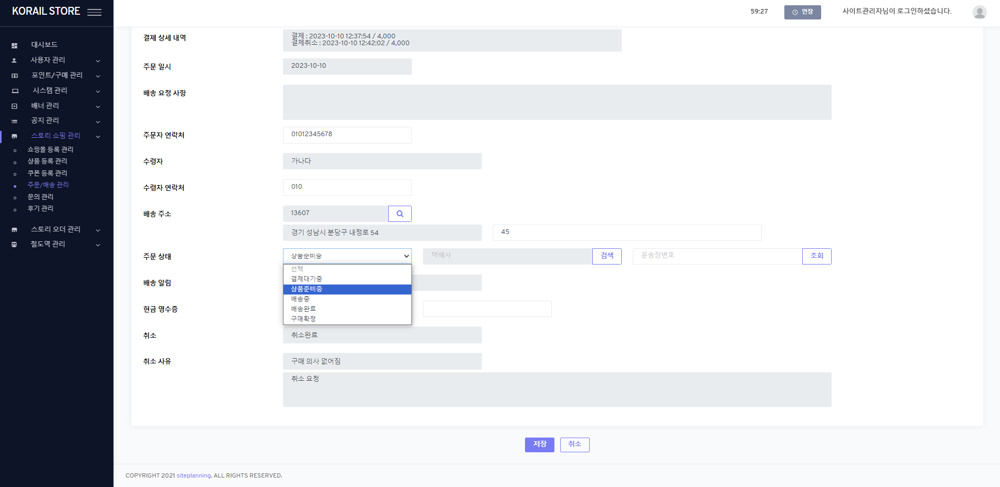 KORAIL STORE
59:27
연장
사이트관리자님이 로그인하셨습니다.
대시보드
사용자 관리
포인트/구매 관리
시스템 관리
배너 관리
공지 관리
스토리 쇼핑 관리
쇼핑몰 등록 관리
상품 등록 관리
쿠폰 등록 관리
주문/배송 관리
문의 관리
후기 관리
스토리 오더 관리
철도역 관리
결제 상세 내역
결제 : 2023-10-10 12:37:54 / 4,000
결제취소 : 2023-10-10 12:42:02 / 4,000
주문 일시
2023-10-10
배송 요청 사항
주문자 연락처
01012345678
수령자
가나다
수령자 연락처
010
배송 주소
13607
경기 성남시 분당구 내정로 54
45
주문 상태
상품준비중
택배사
검색
운송장번호
조회
선택
결제대기중
상품준비중
배송중
배송완료
구매확정
배송 알림
현금 영수증
취소
취소완료
취소 사유
구매 의사 없어짐
취소 요청
저장
취소
COPYRIGHT 2021 siteplanning. ALL RIGHTS RESERVED.